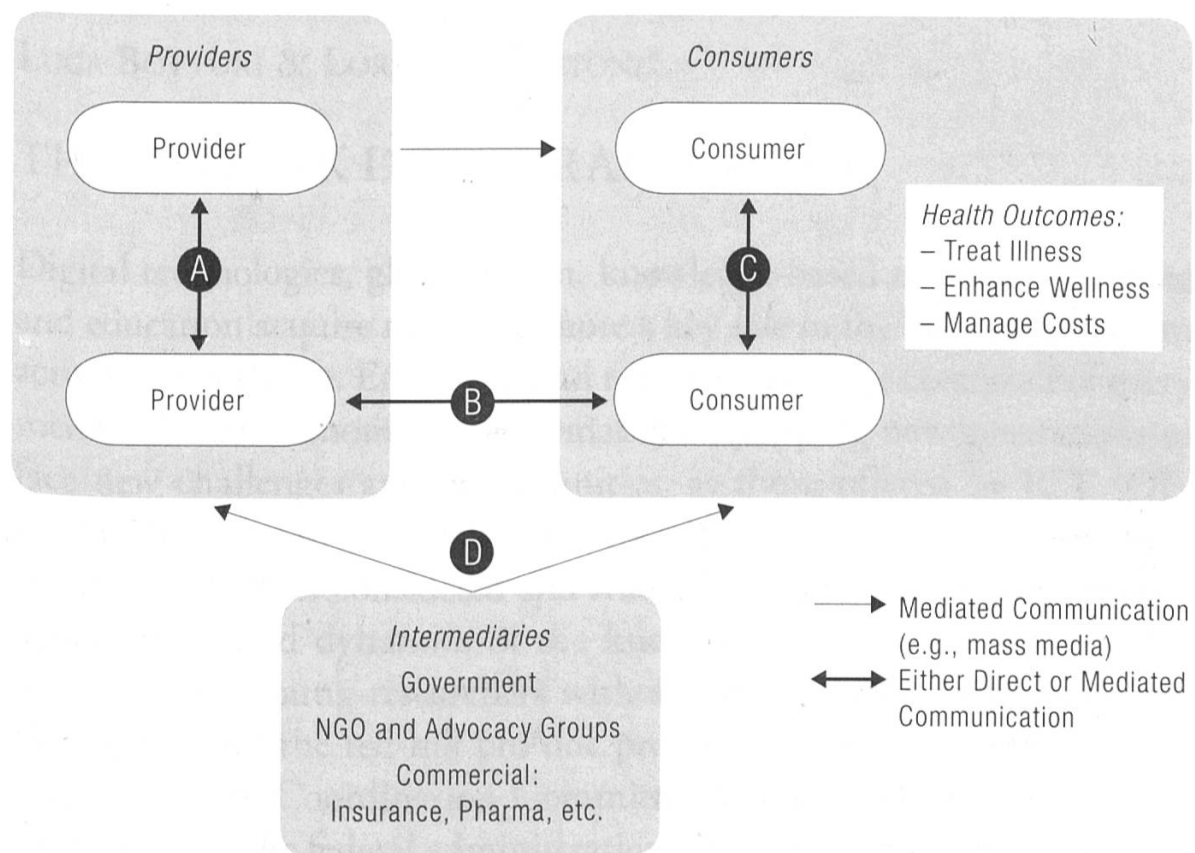 Providers
Consumers
Provider
Consumer
A
C
Health Outcomes:
– Treat Illness
– Enhance Wellness
– Manage Costs
Provider
B
Consumer
D
Intermediaries
Government
NGO and Advocacy Groups
Commercial:
Insurance, Pharma, etc.
Mediated Communication
(e.g., mass media)
Either Direct or Mediated
Communication